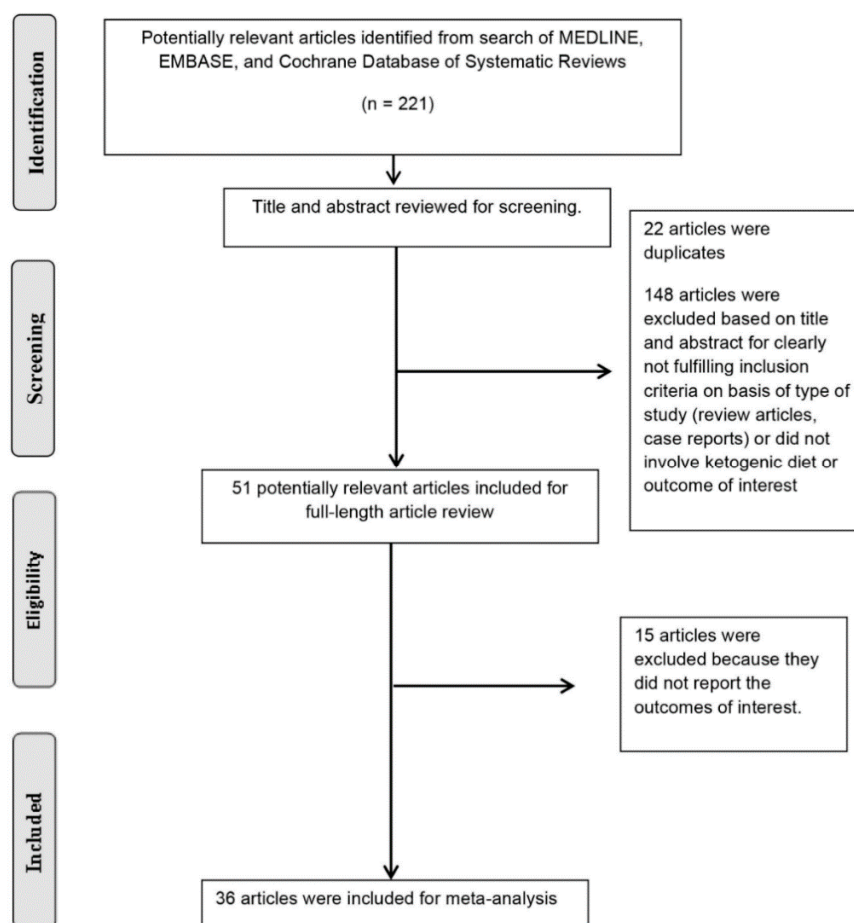 Identification
Potentially relevant articles identified from search of MEDLINE,
EMBASE, and Cochrane Database of Systematic Reviews
(n = 221)
Title and abstract reviewed for screening.
Screening
22 articles were
duplicates
148 articles were
excluded based on title
and abstract for clearly
not fulfilling inclusion
criteria on basis of type of
study (review articles,
case reports) or did not
involve ketogenic diet or
outcome of interest
51 potentially relevant articles included for
full-length article review
Eligibility
15 articles were
excluded because they
did not report the
outcomes of interest.
Included
36 articles were included for meta-analysis